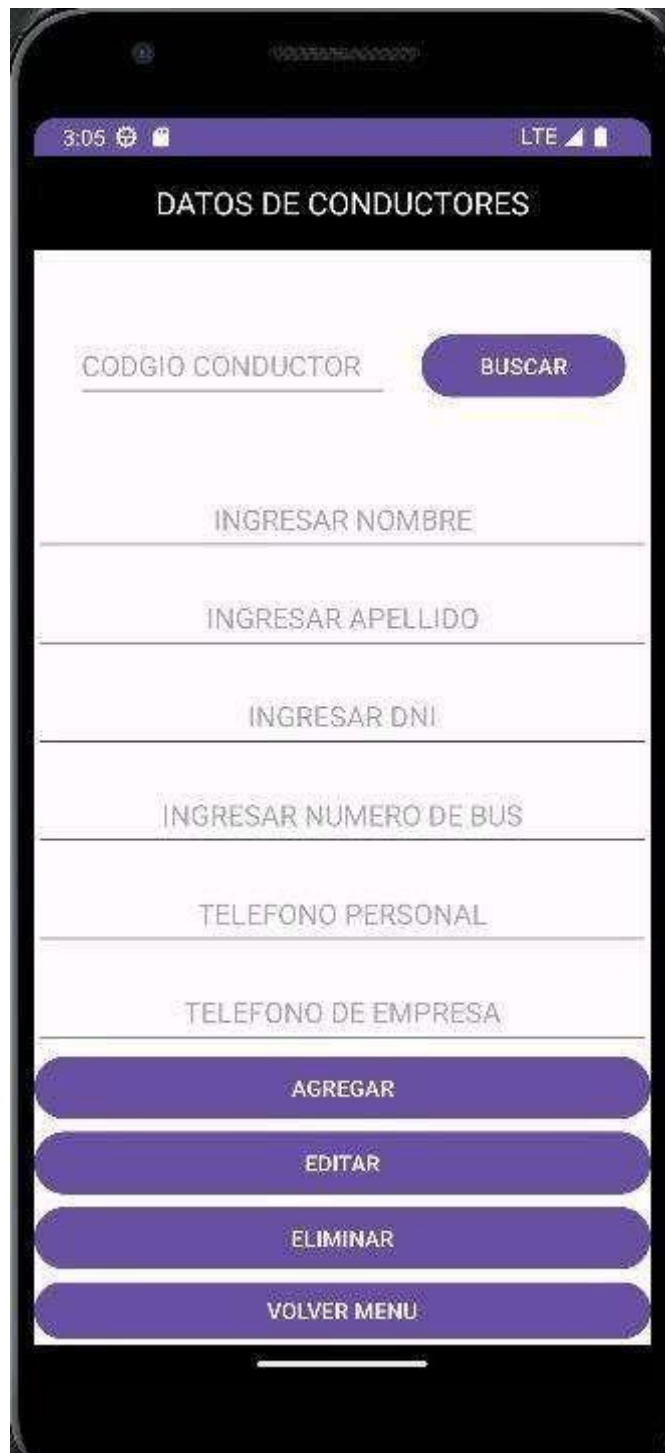 3:05 LTE
DATOS DE CONDUCTORES
CODGIO CONDUCTOR BUSCAR
INGRESAR NOMBRE
INGRESAR APELLIDO
INGRESAR DNI
INGRESAR NUMERO DE BUS
TELEFONO PERSONAL
TELEFONO DE EMPRESA
AGREGAR
EDITAR
ELIMINAR
VOLVER MENU